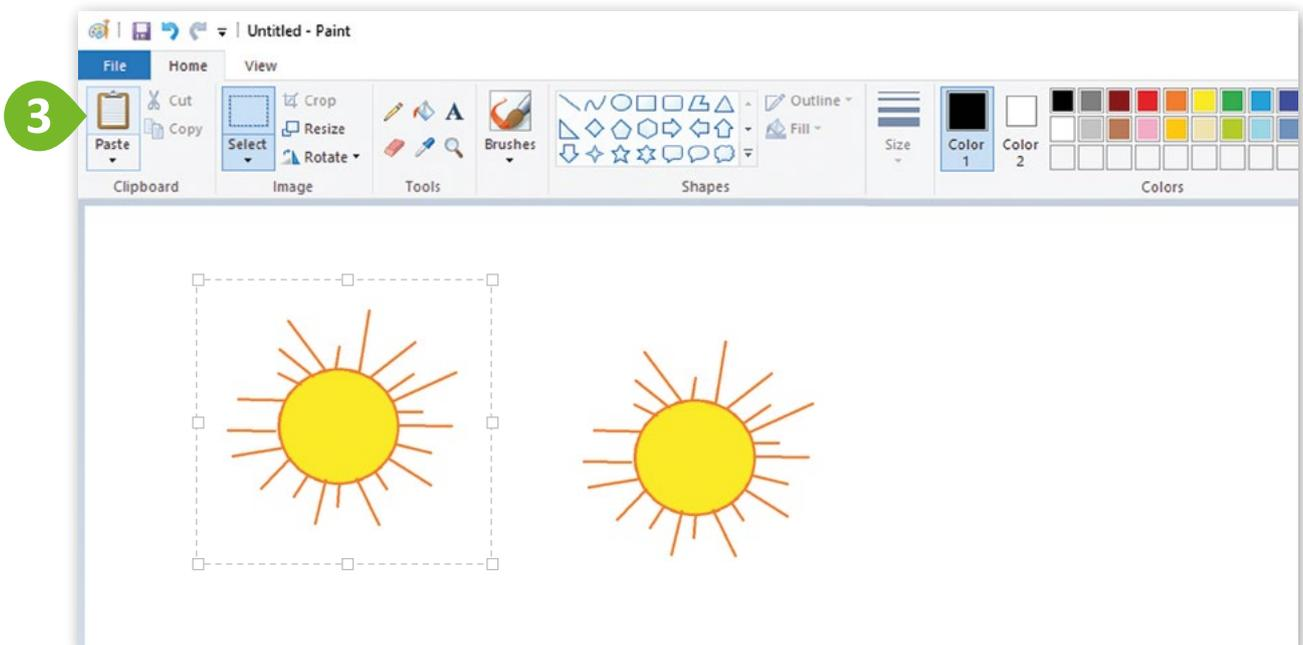 Untitled - Paint
File Home View
3
Paste
Cut
Copy
Clipboard
Select
Crop
Resize
Rotate
Image
A
Tools
Brushes
Shapes
Outline
Fill
Size
Color 1
Color 2
Colors